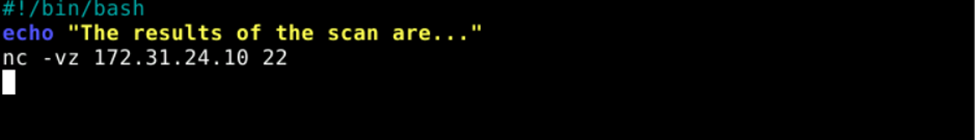 #!/bin/bash
echo "The results of the scan are..."
nc -vz 172.31.24.10 22